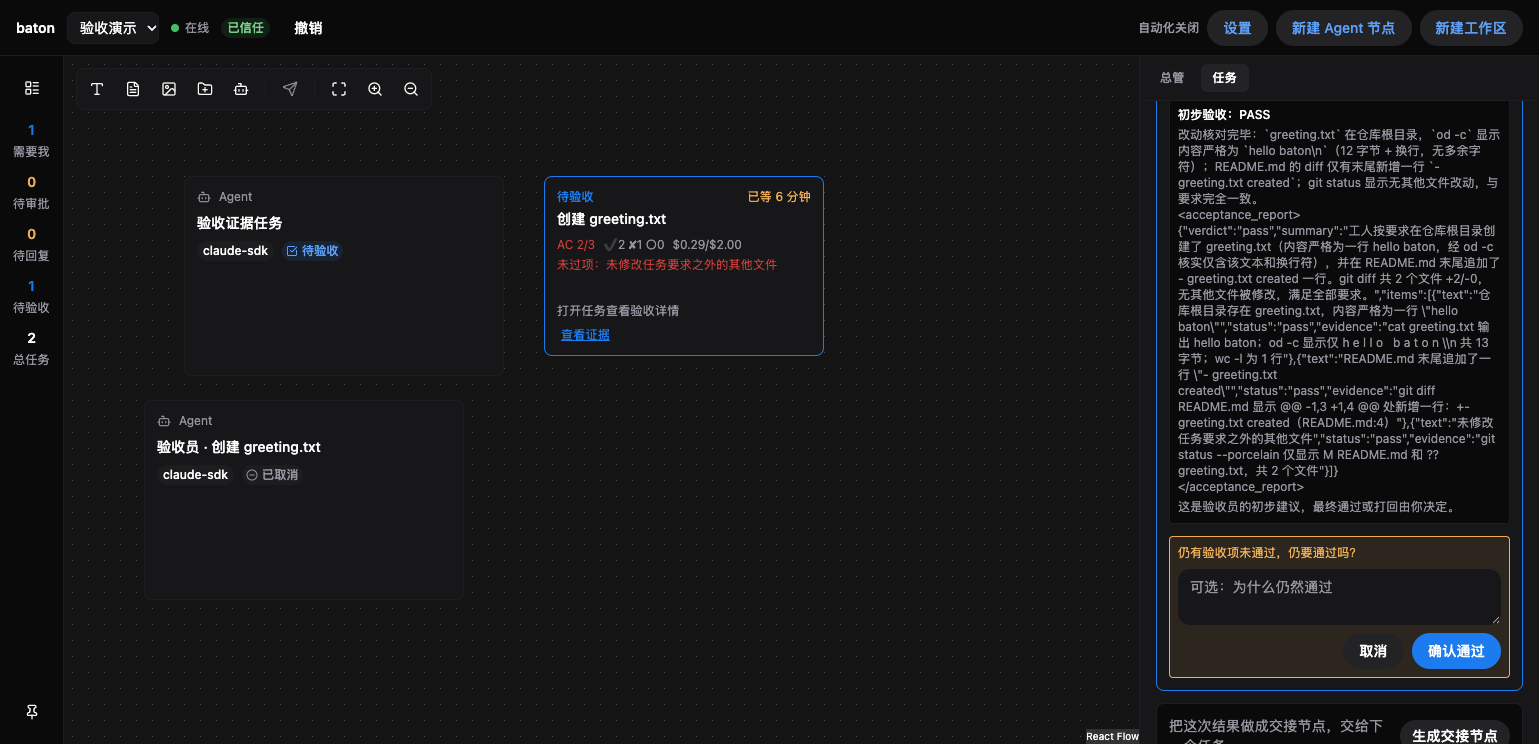 baton 验收演示 在线 已信任 撤销 自动化关闭 设置 新建 Agent 节点 新建工作区
1
需要我
0
待审批
0
待回复
1
待验收
2
总任务
Agent
验收证据任务
claude-sdk 待验收
待验收 已等 6 分钟
创建 greeting.txt
AC 2/3 ✓2 ✘1 ○0 $0.29/$2.00
未过项：未修改任务要求之外的其他文件
打开任务查看验收详情
查看证据
Agent
验收员 · 创建 greeting.txt
claude-sdk 已取消
React Flow
总管 任务
初步验收：PASS
改动核对完毕：`greeting.txt` 在仓库根目录，`od -c` 显示
内容严格为 `hello baton\n`（12 字节 + 换行，无多余字
符）；README.md 的 diff 仅有末尾新增一行 `-
greeting.txt created`；git status 显示无其他文件改动，与
要求完全一致。
<acceptance_report>
{"verdict":"pass","summary":"工人按要求在仓库根目录创
建了 greeting.txt（内容严格为一行 hello baton，经 od -c
核实仅含该文本和换行符），并在 README.md 末尾追加了
- greeting.txt created 一行。git diff 共 2 个文件 +2/-0，
无其他文件被修改，满足全部要求。","items":[{"text":"仓
库根目录存在 greeting.txt，内容严格为一行 \"hello
baton\"","status":"pass","evidence":"cat greeting.txt 输
出 hello baton；od -c 显示仅 h e l l o   b a t o n \\n 共 13
字节；wc -l 为 1 行"},{"text":"README.md 末尾追加了一
行 \"- greeting.txt
created\"","status":"pass","evidence":"git diff
README.md 显示 @@ -1,3 +1,4 @@ 处新增一行：+-
greeting.txt created（README.md:4）"},{"text":"未修改
任务要求之外的其他文件","status":"pass","evidence":"git
status --porcelain 仅显示 M README.md 和 ??
greeting.txt，共 2 个文件"}]}
</acceptance_report>
这是验收员的初步建议，最终通过或打回由你决定。
仍有验收项未通过，仍要通过吗?
可选：为什么仍然通过
取消 确认通过
把这次结果做成交接节点，交给下
生成交接节点